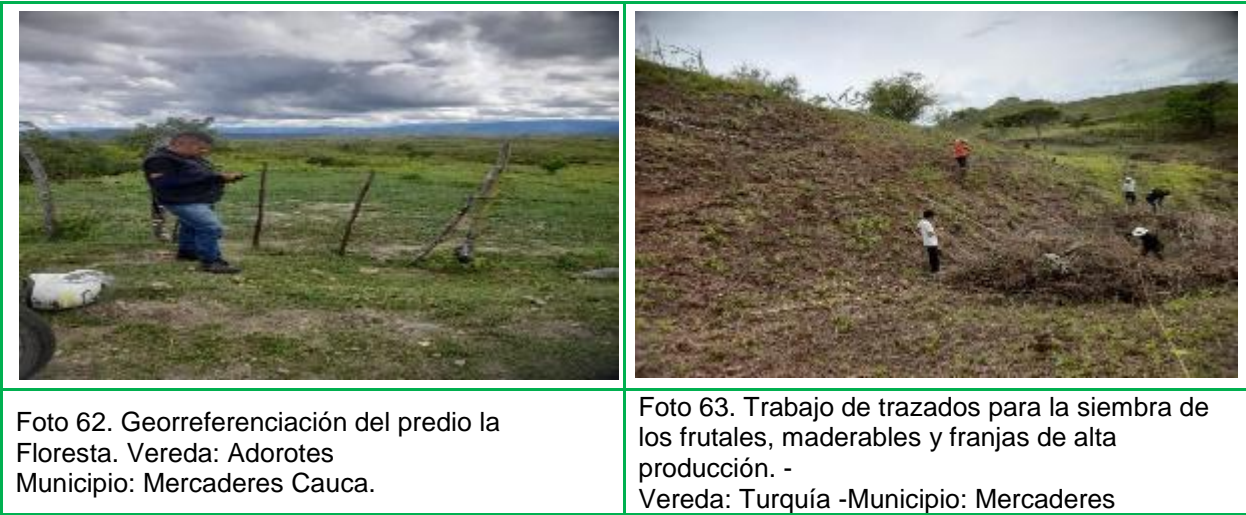 Foto 62. Georreferenciación del predio la
Floresta. Vereda: Adorotes
Municipio: Mercaderes Cauca.
Foto 63. Trabajo de trazados para la siembra de
los frutales, maderables y franjas de alta
producción. -
Vereda: Turquía -Municipio: Mercaderes